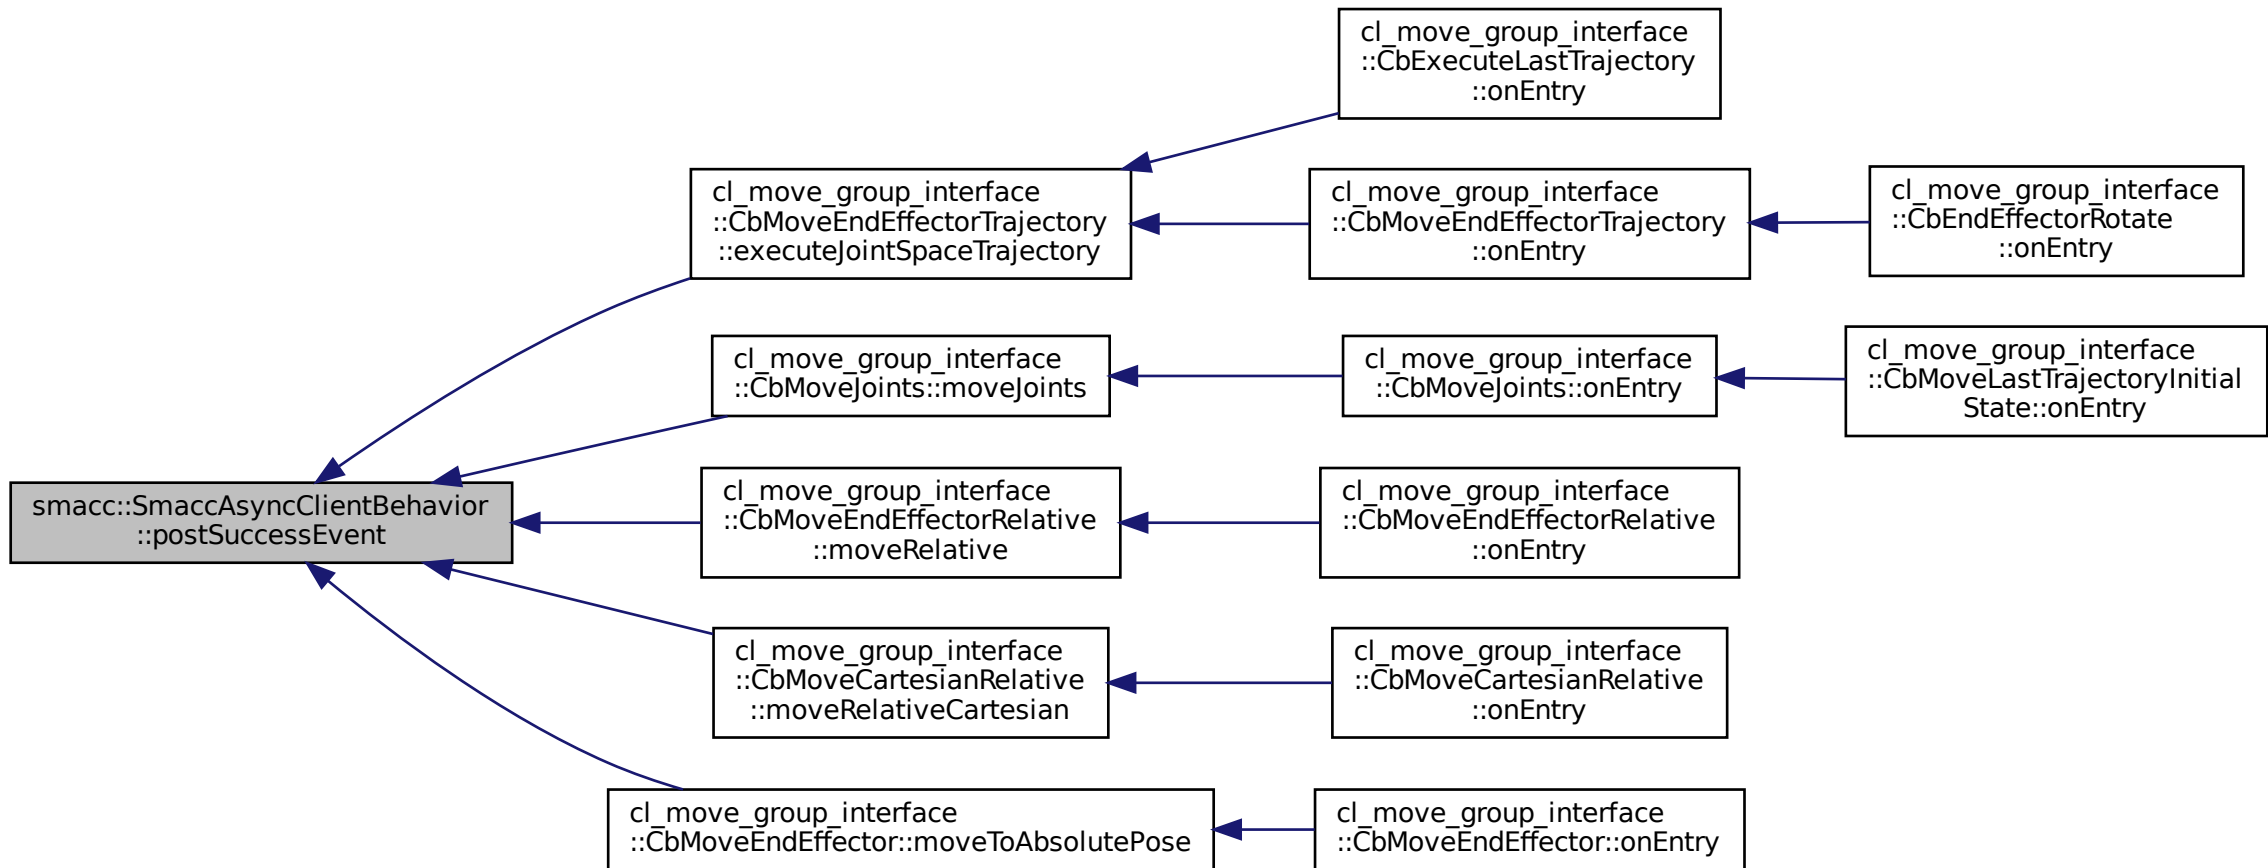 cl_move_group_interface
::CbExecuteLastTrajectory
::onEntry
cl_move_group_interface
::CbMoveEndEffectorTrajectory
::executeJointSpaceTrajectory
cl_move_group_interface
::CbMoveEndEffectorTrajectory
::onEntry
cl_move_group_interface
::CbEndEffectorRotate
::onEntry
cl_move_group_interface
::CbMoveJoints::moveJoints
cl_move_group_interface
::CbMoveJoints::onEntry
cl_move_group_interface
::CbMoveLastTrajectoryInitial
State::onEntry
smacc::SmaccAsyncClientBehavior
::postSuccessEvent
cl_move_group_interface
::CbMoveEndEffectorRelative
::moveRelative
cl_move_group_interface
::CbMoveEndEffectorRelative
::onEntry
cl_move_group_interface
::CbMoveCartesianRelative
::moveRelativeCartesian
cl_move_group_interface
::CbMoveCartesianRelative
::onEntry
cl_move_group_interface
::CbMoveEndEffector::moveToAbsolutePose
cl_move_group_interface
::CbMoveEndEffector::onEntry